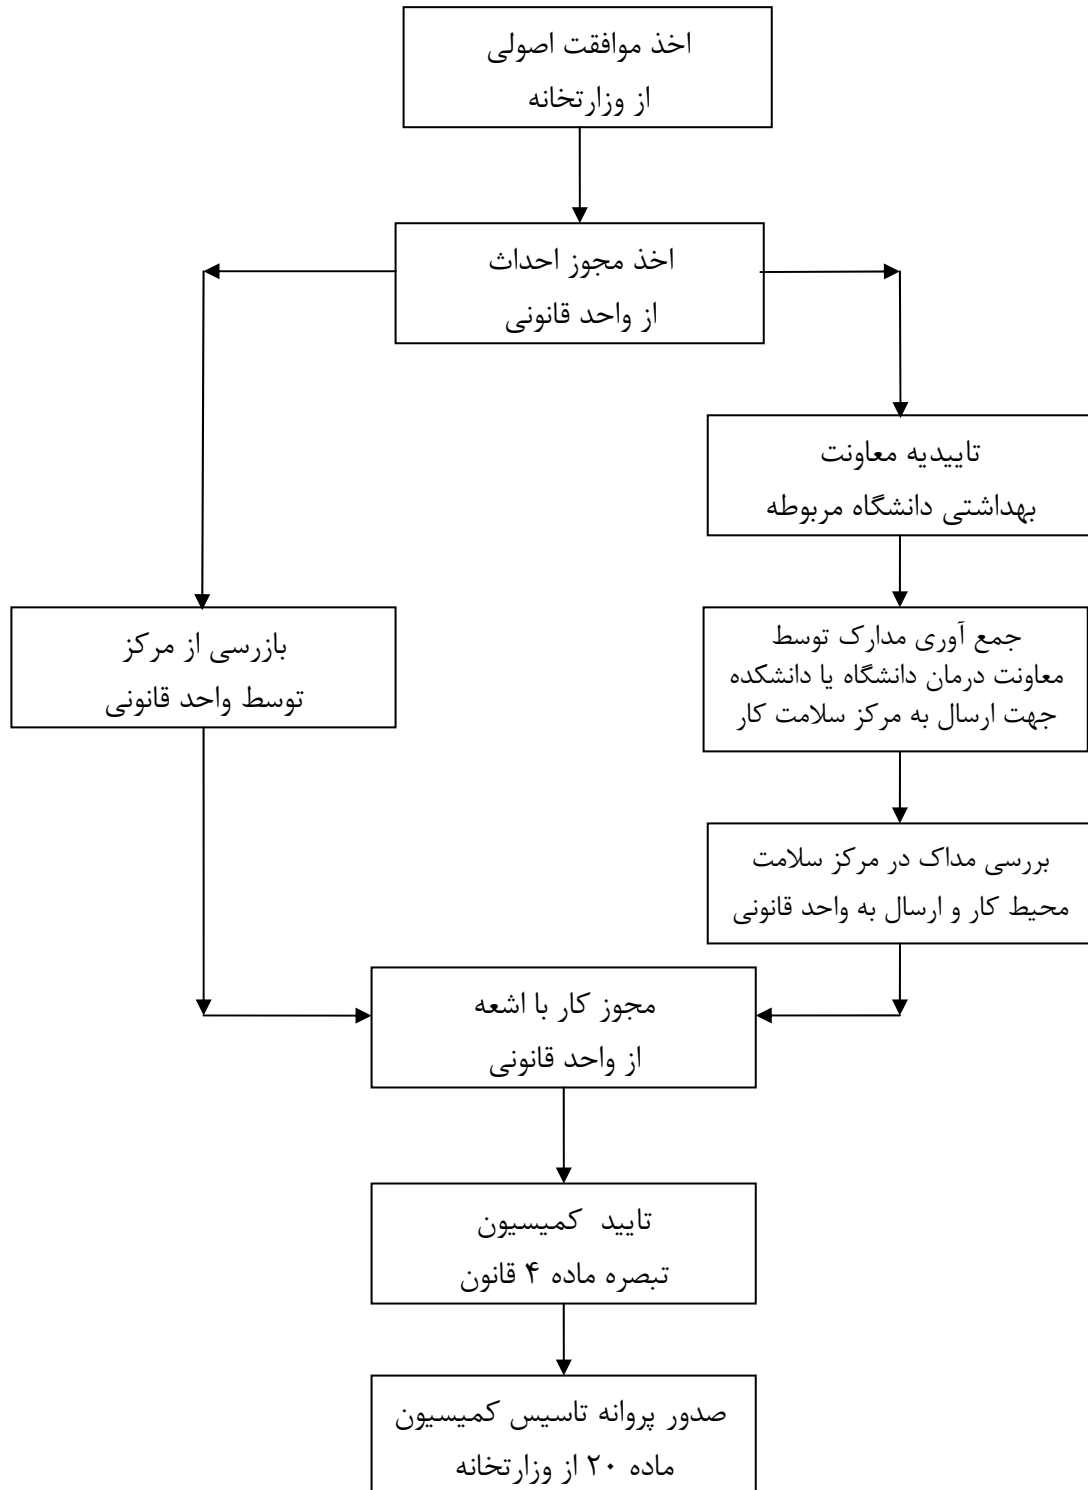 اخذ موافقت اصولی
از وزارتخانه
اخذ مجوز احداث
از واحد قانونی
تاییدیه معاونت
بهداشتی دانشگاه مربوطه
بازرسی از مرکز
توسط واحد قانونی
جمع آوری مدارک توسط
معاونت درمان دانشگاه یا دانشکده
جهت ارسال به مرکز سلامت کار
بررسی مداک در مرکز سلامت
محیط کار و ارسال به واحد قانونی
مجوز کار با اشعه
از واحد قانونی
تایید کمیسیون
تبصره ماده ۴ قانون
صدور پروانه تاسیس کمیسیون
ماده ۲۰ از وزارتخانه